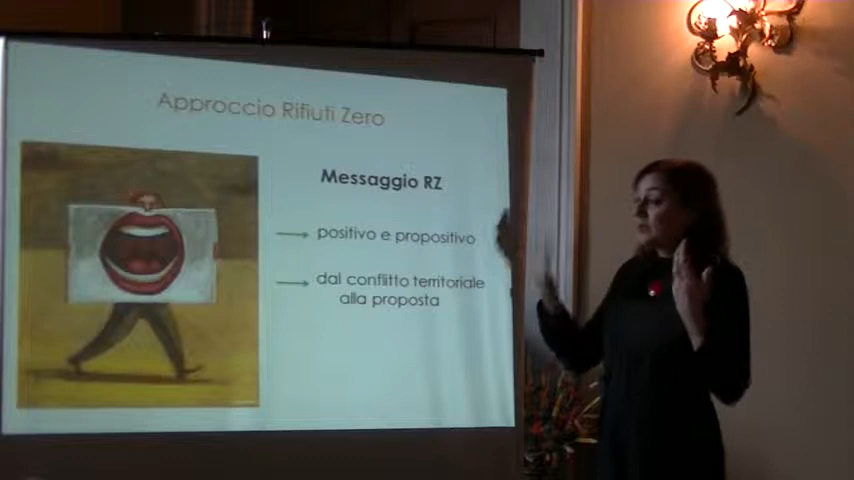 Approccio Rifiuti Zero
Messaggio RZ
positivo e propositivo
dal conflitto territoriale
alla proposta